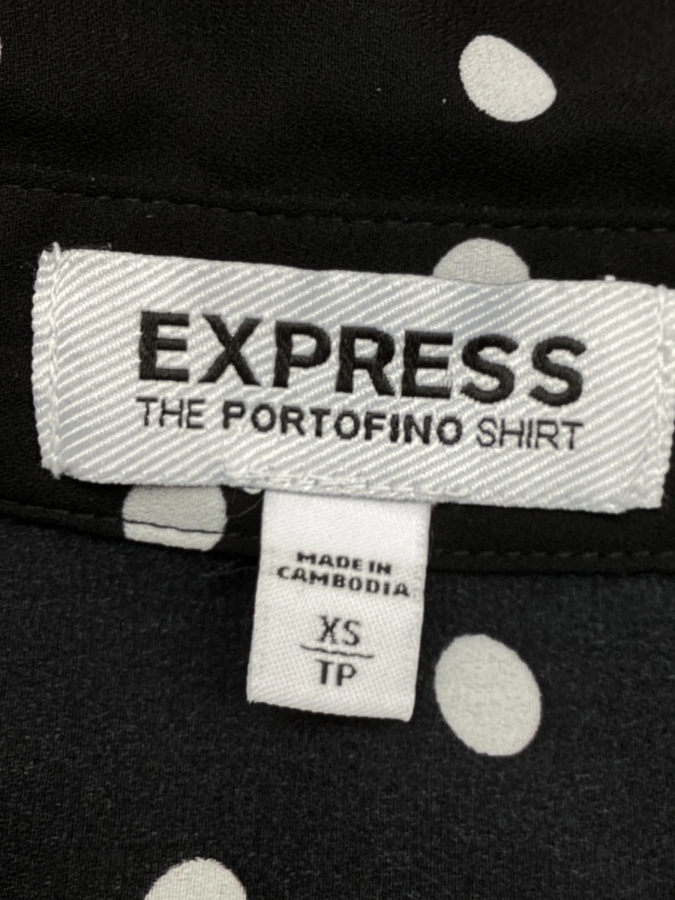 EXPRESS
THE PORTOFINO SHIRT
MADE IN
CAMBODIA
XS
TP